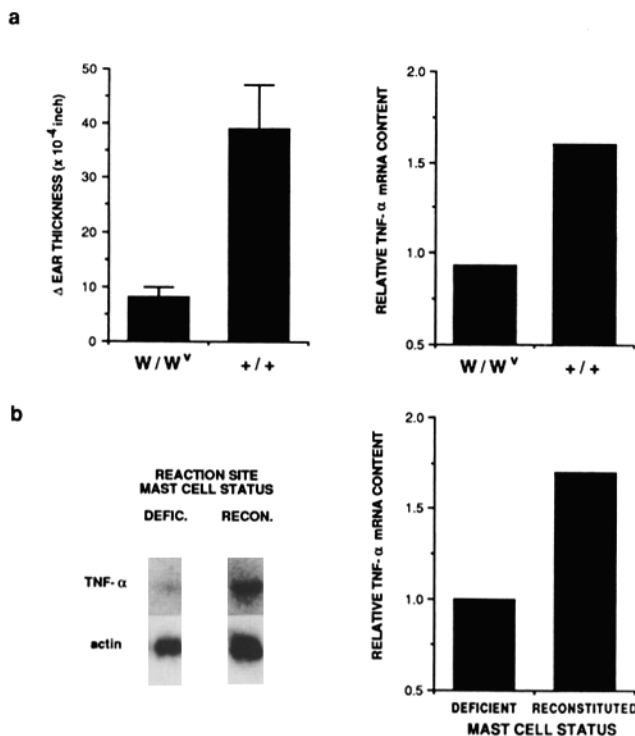 a
Δ EAR THICKNESS (x 10⁻⁴ inch)
50
40
30
20
10
0
W / Wᵛ
+ / +
RELATIVE TNF-α mRNA CONTENT
2.0
1.5
1.0
0.5
W / Wᵛ
+ / +
b
REACTION SITE
MAST CELL STATUS
DEFIC.
RECON.
TNF-α
actin
RELATIVE TNF-α mRNA CONTENT
2.0
1.5
1.0
0.5
DEFICIENT
RECONSTITUTED
MAST CELL STATUS